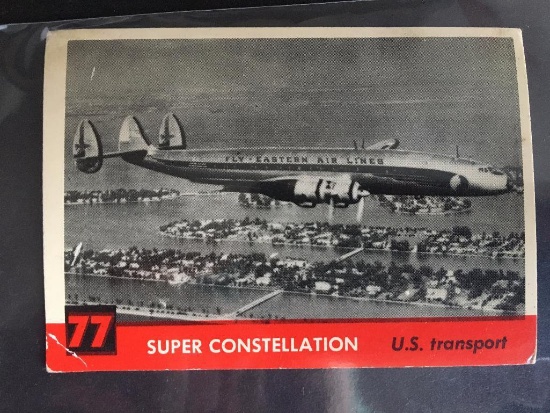 FLY - EASTERN AIR LINES
77
SUPER CONSTELLATION
U.S. transport